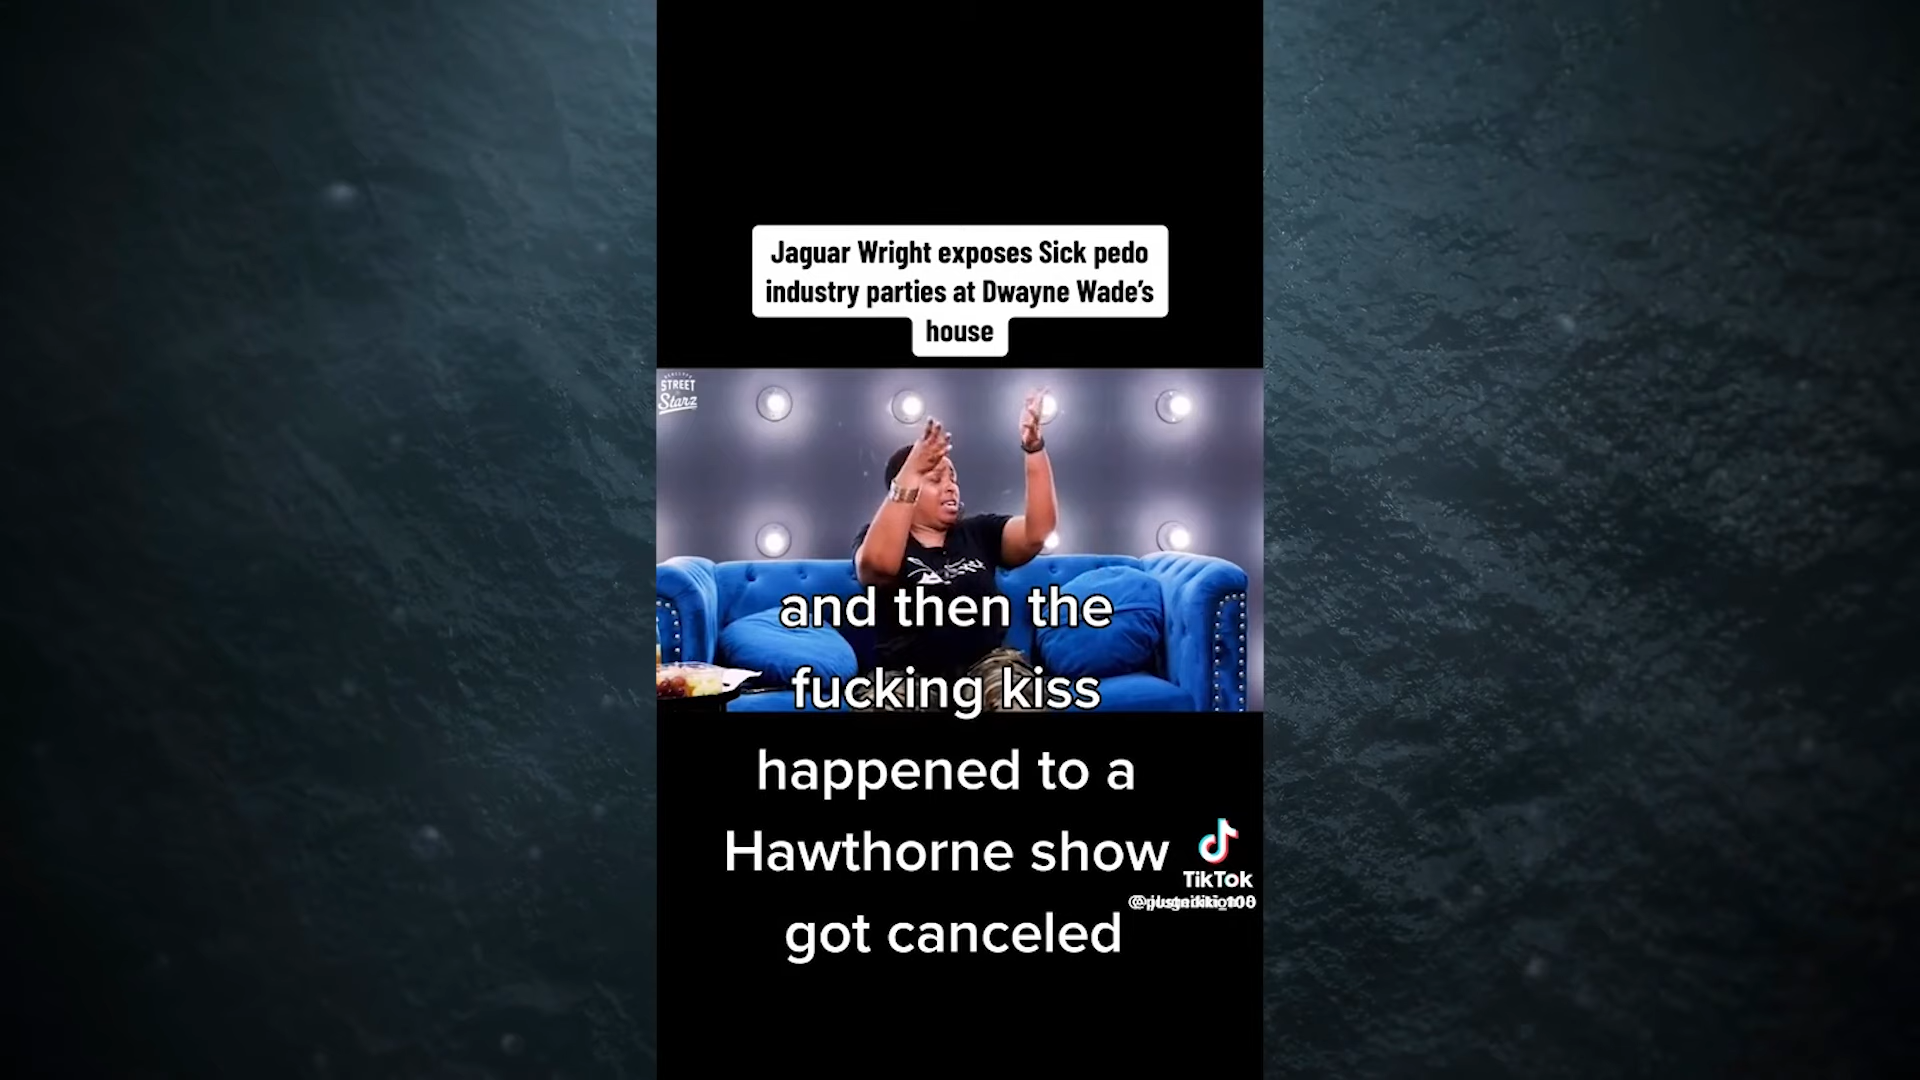 Jaguar Wright exposes Sick pedo
industry parties at Dwayne Wade's
house
STREET
Starz
and then the
fucking kiss
happened to a
Hawthorne show
got canceled
TikTok